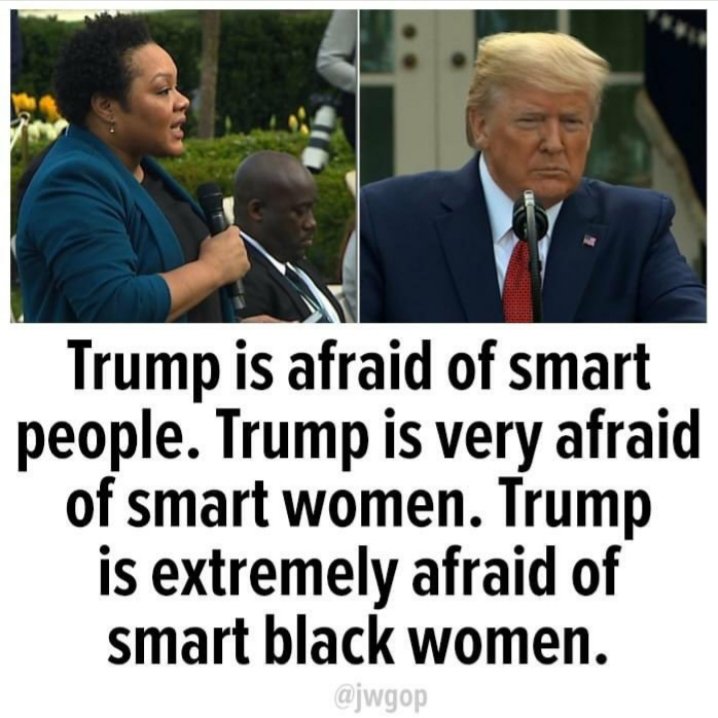 Trump is afraid of smart
people. Trump is very afraid
of smart women. Trump
is extremely afraid of
smart black women.
@jwgop